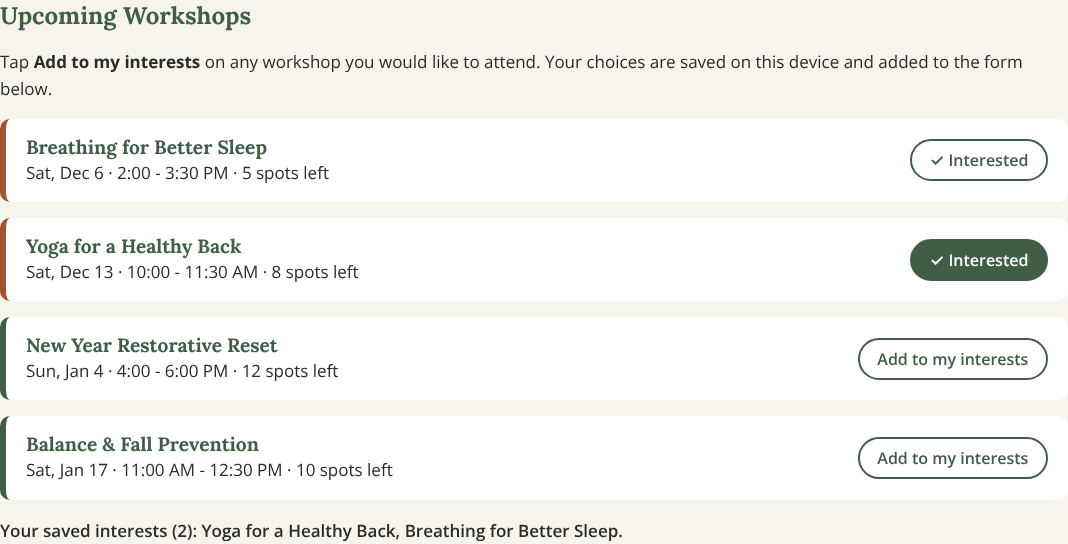 Upcoming Workshops
Tap Add to my interests on any workshop you would like to attend. Your choices are saved on this device and added to the form
below.
Breathing for Better Sleep
Sat, Dec 6 · 2:00 - 3:30 PM · 5 spots left
✓ Interested
Yoga for a Healthy Back
Sat, Dec 13 · 10:00 - 11:30 AM · 8 spots left
✓ Interested
New Year Restorative Reset
Sun, Jan 4 · 4:00 - 6:00 PM · 12 spots left
Add to my interests
Balance & Fall Prevention
Sat, Jan 17 · 11:00 AM - 12:30 PM · 10 spots left
Add to my interests
Your saved interests (2): Yoga for a Healthy Back, Breathing for Better Sleep.